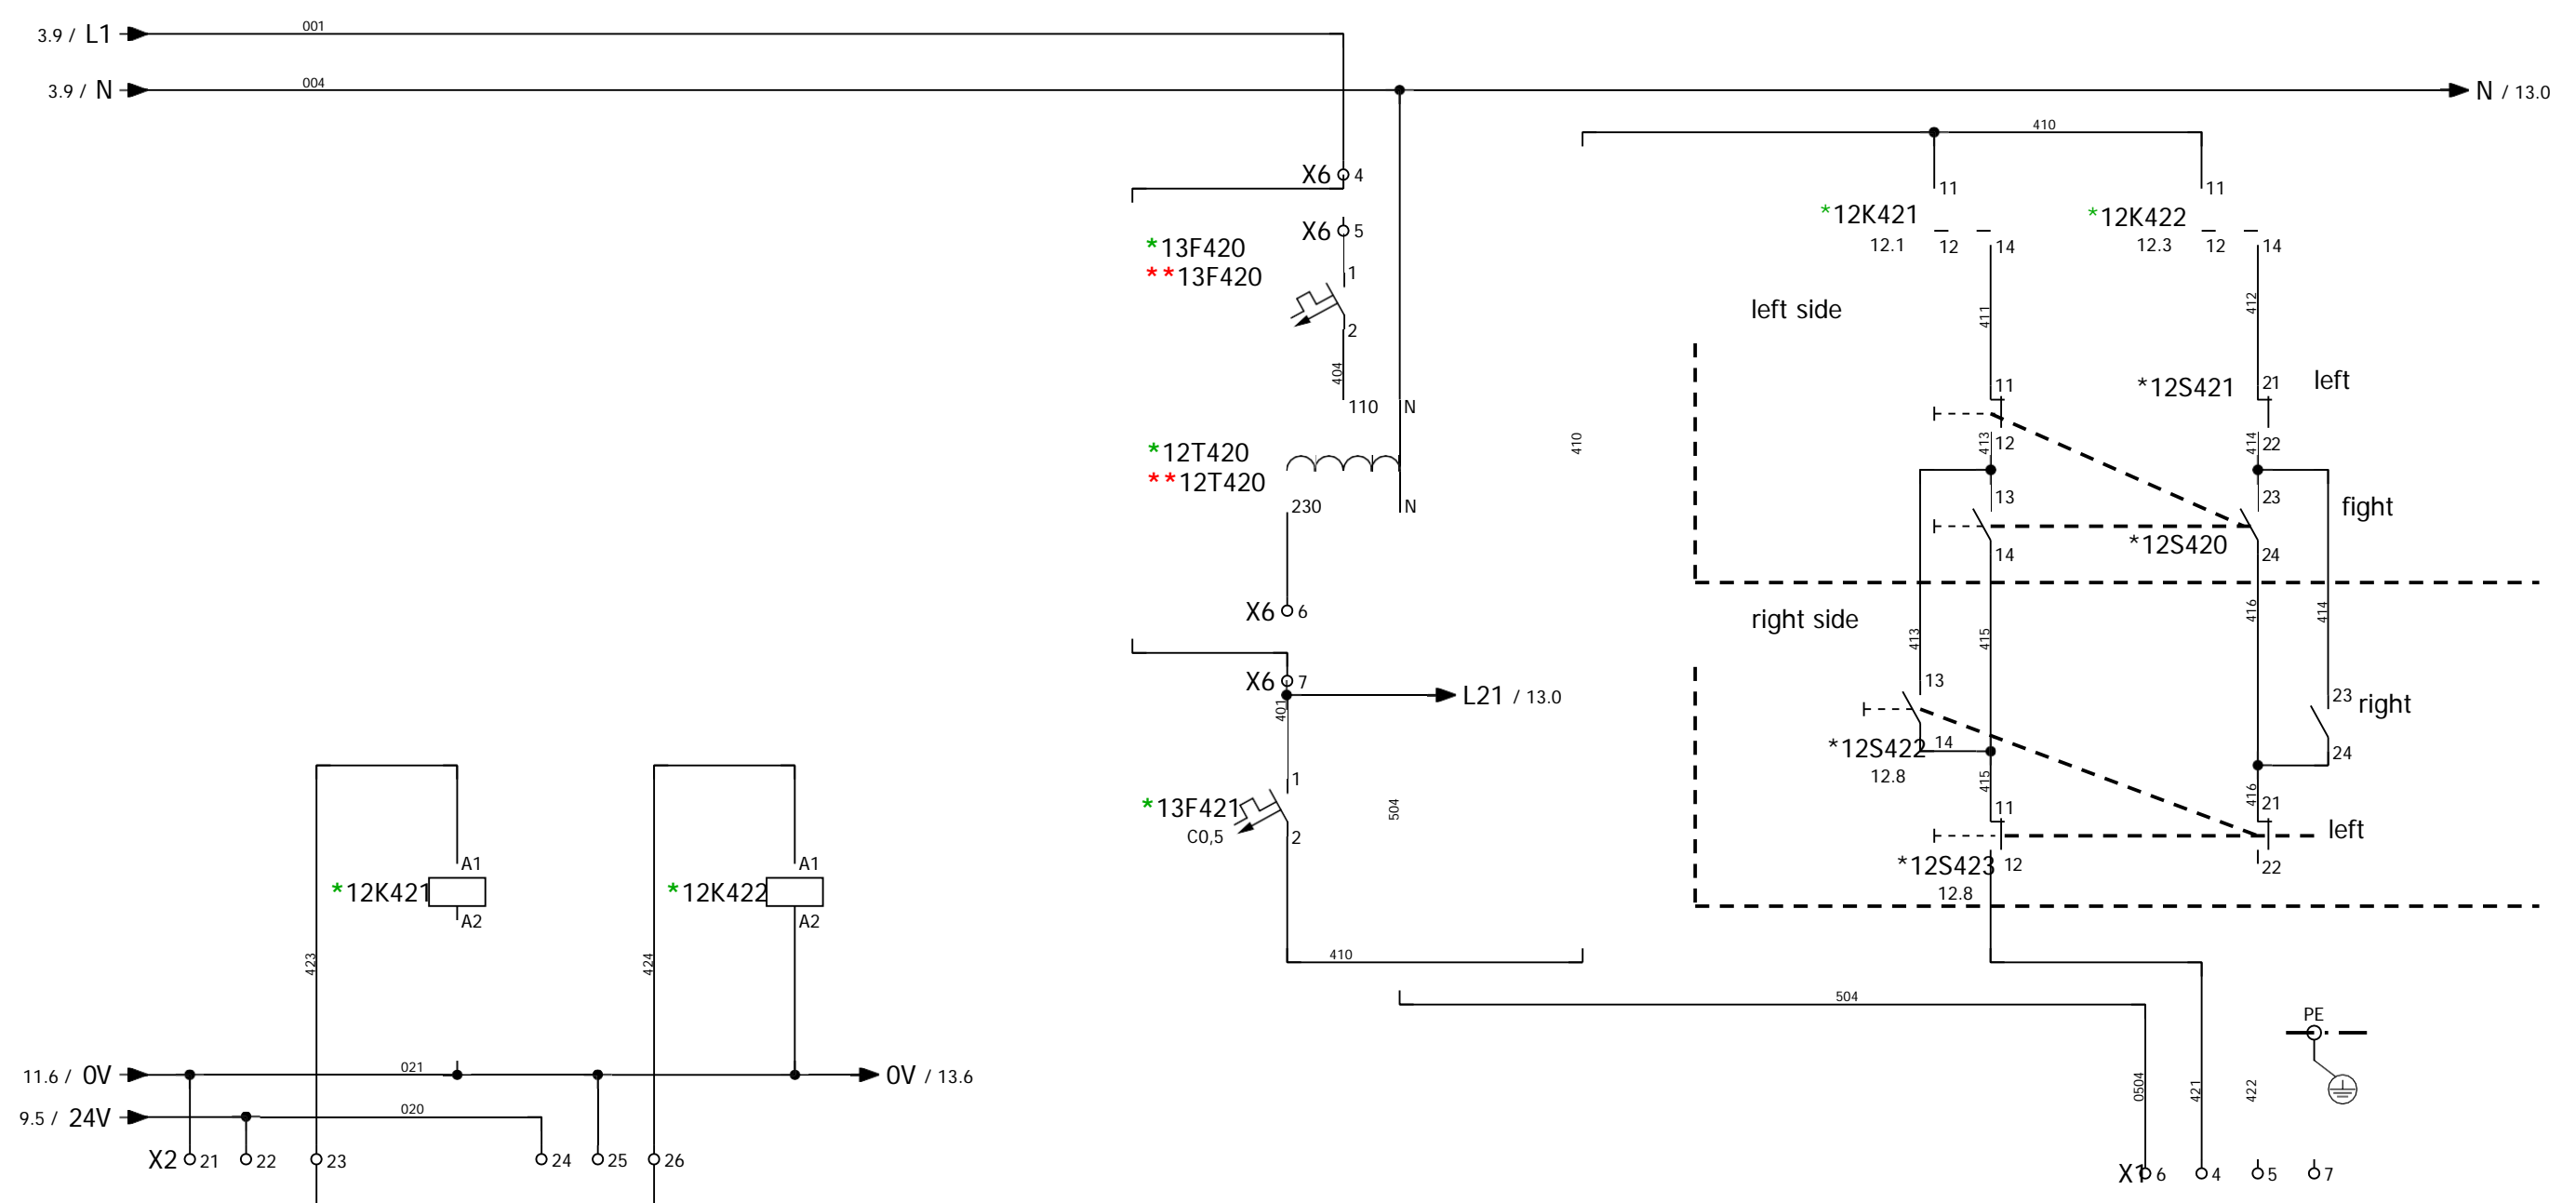 3.9 / L1 001
3.9 / N 004 N / 13.0
410
X6 4
11 11
*12K421 *12K422
12.1 12 14 12.3 12 14
X6 5
*13F420
**13F420
1
2
left side
411 412
404
110 N
11 *12S421 21 left
410
413 12 414 22
*12T420
**12T420
230 N
13 23 fight
14 *12S420 24
X6 6
right side
413 415 416 414
X6 7
401
L21 / 13.0
13 23 right
*12S422 14 24
12.8
415 416
1
*13F421
C0,5 2
504
11 21 left
*12S423 12 22
12.8
A1 A1
*12K421 *12K422
A2 A2
423 424
410
504
PE
11.6 / 0V 021 0V / 13.6
9.5 / 24V 020
0504 421 422
X2 21 22 23 24 25 26
X1 6 4 5 7